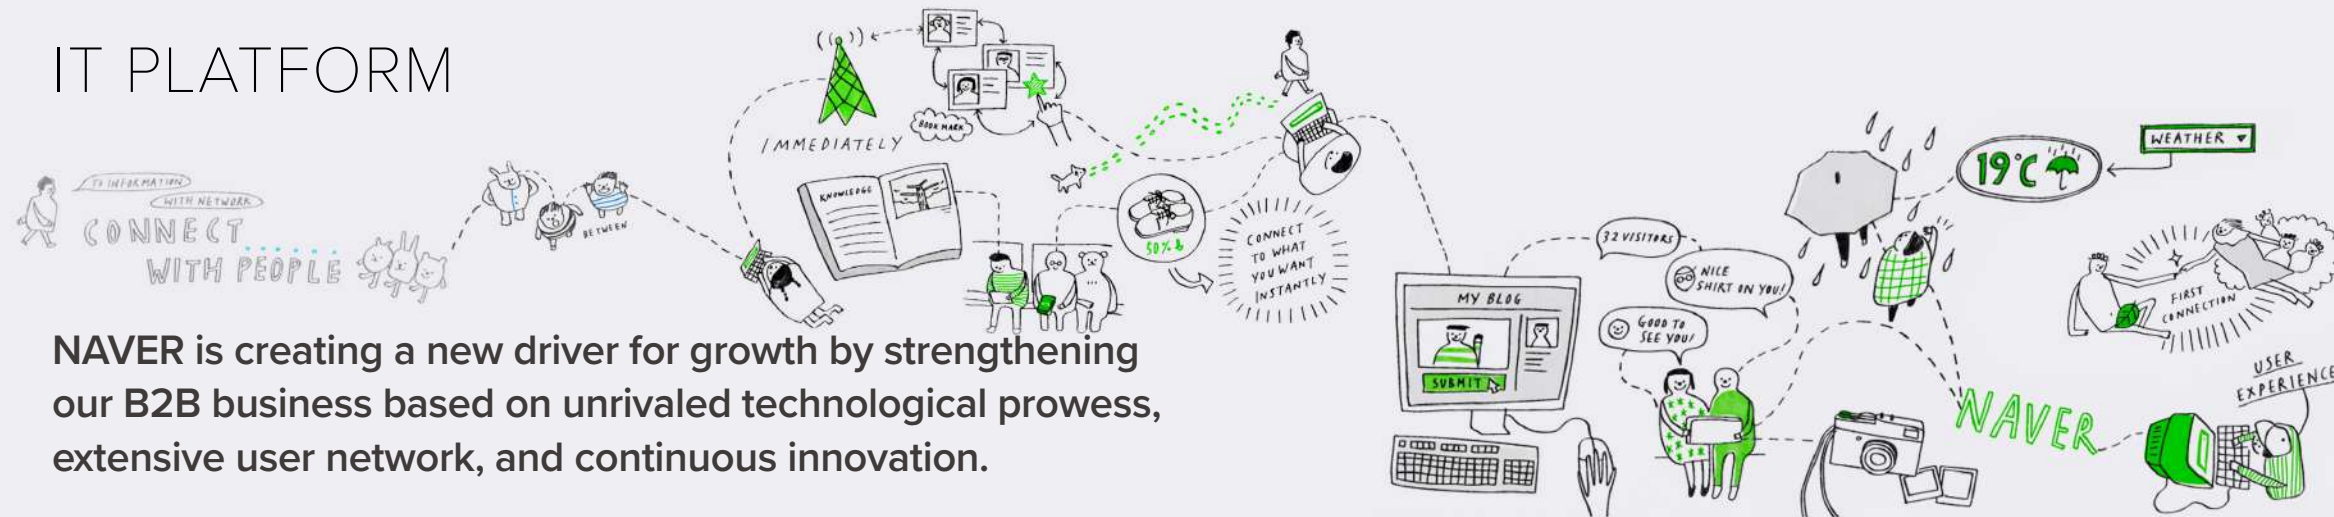 IT PLATFORM
TO INFORMATION
WITH NETWORK
CONNECT
WITH PEOPLE
BETWEEN
IMMEDIATELY
BOOK MARK
KNOWLEDGE
50%
CONNECT
TO WHAT
YOU WANT
INSTANTLY
MY BLOG
SUBMIT
32 VISITORS
NICE
SHIRT ON YOU!
GOOD TO
SEE YOU!
19°C
WEATHER
FIRST
CONNECTION
USER
EXPERIENCE
NAVER
NAVER is creating a new driver for growth by strengthening
our B2B business based on unrivaled technological prowess,
extensive user network, and continuous innovation.